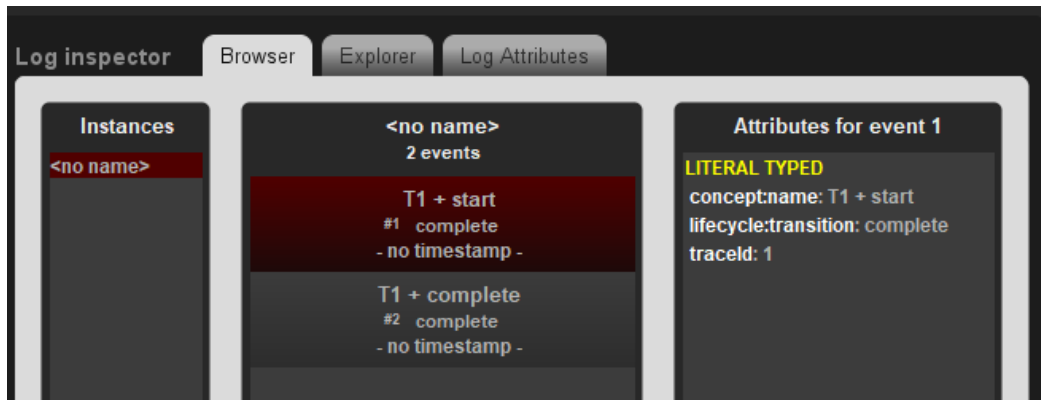 Log inspector
Browser
Explorer
Log Attributes
Instances
<no name>
<no name>
2 events
T1 + start
#1 complete
- no timestamp -
T1 + complete
#2 complete
- no timestamp -
Attributes for event 1
LITERAL TYPED
concept:name: T1 + start
lifecycle:transition: complete
traceId: 1